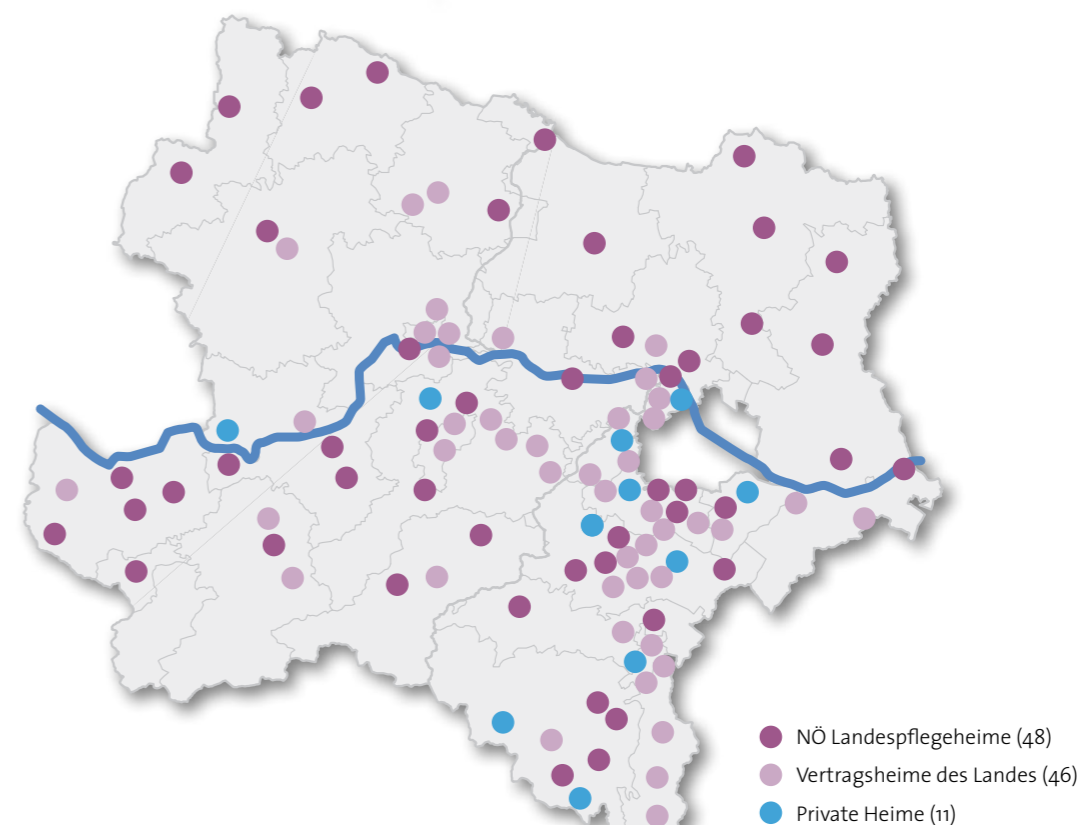 NÖ Landespflegeheime (48)
Vertragsheime des Landes (46)
Private Heime (11)